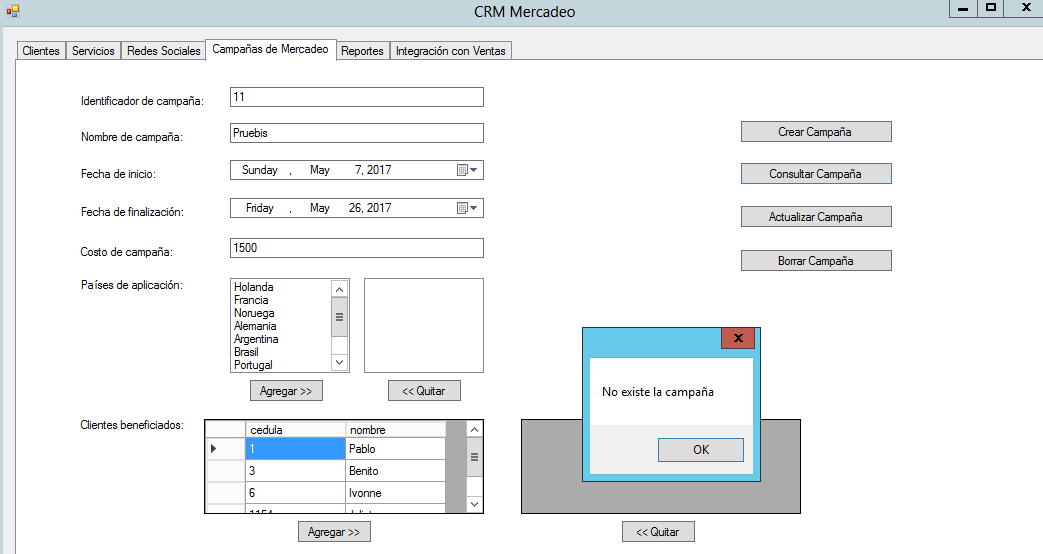 CRM Mercadeo
Clientes Servicios Redes Sociales Campañas de Mercadeo Reportes Integración con Ventas
Identificador de campaña: 11
Nombre de campaña: Pruebis
Crear Campaña
Fecha de inicio: Sunday , May 7, 2017
Consultar Campaña
Fecha de finalización: Friday , May 26, 2017
Actualizar Campaña
Costo de campaña: 1500
Borrar Campaña
Países de aplicación:
Holanda
Francia
Noruega
Alemania
Argentina
Brasil
Portugal
Agregar >> << Quitar
No existe la campaña
OK
Clientes beneficiados:
cedula nombre
1 Pablo
3 Benito
6 Ivonne
Agregar >> << Quitar